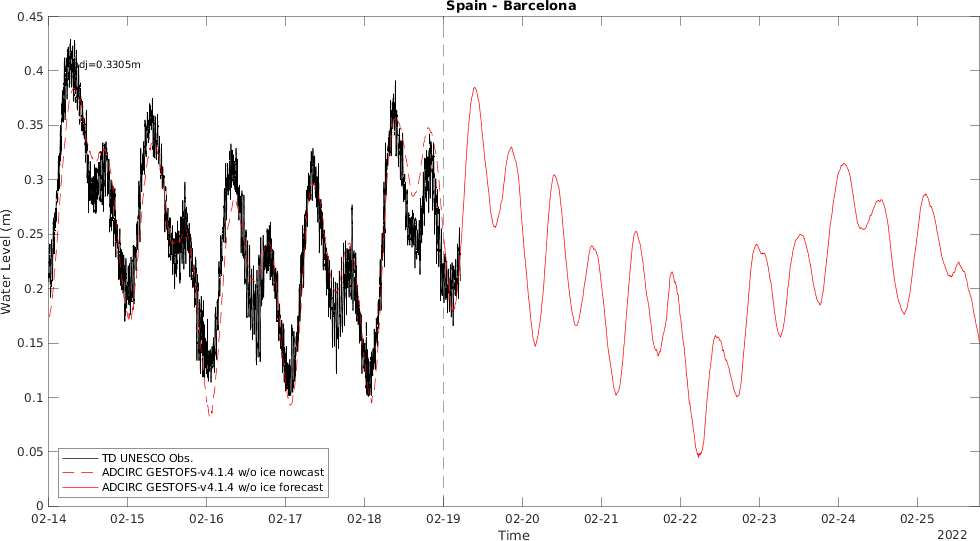 Spain - Barcelona
0.45
0.4
0.35
0.3
0.25
0.2
0.15
0.1
0.05
0
Water Level (m)
dj=0.3305m
TD UNESCO Obs.
ADCIRC GESTOFS-v4.1.4 w/o ice nowcast
ADCIRC GESTOFS-v4.1.4 w/o ice forecast
02-14 02-15 02-16 02-17 02-18 02-19 02-20 02-21 02-22 02-23 02-24 02-25
Time
2022